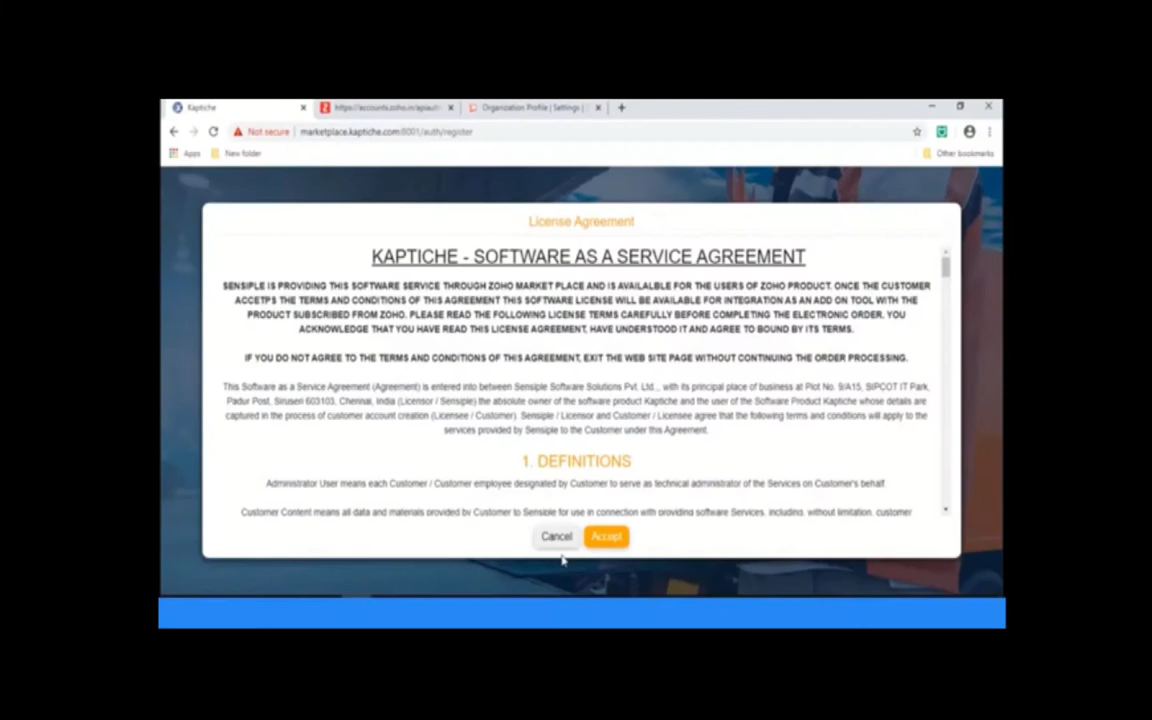 Kaptiche
https://accounts.zoho.in/apiauth
Organization Profile | Settings |
Not secure | marketplace.kaptiche.com:6001/auth/register
Apps New folder Other bookmarks
License Agreement
KAPTICHE - SOFTWARE AS A SERVICE AGREEMENT
SENSIPLE IS PROVIDING THIS SOFTWARE SERVICE THROUGH ZOHO MARKET PLACE AND IS AVAILALBLE FOR THE USERS OF ZOHO PRODUCT. ONCE THE CUSTOMER
ACCETPS THE TERMS AND CONDITIONS OF THIS AGREEMENT THIS SOFTWARE LICENSE WILL BE AVAILABLE FOR INTEGRATION AS AN ADD ON TOOL WITH THE
PRODUCT SUBSCRIBED FROM ZOHO. PLEASE READ THE FOLLOWING LICENSE TERMS CAREFULLY BEFORE COMPLETING THE ELECTRONIC ORDER. YOU
ACKNOWLEDGE THAT YOU HAVE READ THIS LICENSE AGREEMENT, HAVE UNDERSTOOD IT AND AGREE TO BOUND BY ITS TERMS.
IF YOU DO NOT AGREE TO THE TERMS AND CONDITIONS OF THIS AGREEMENT, EXIT THE WEB SITE PAGE WITHOUT CONTINUING THE ORDER PROCESSING.
This Software as a Service Agreement (Agreement) is entered into between Sensiple Software Solutions Pvt. Ltd., with its principal place of business at Plot No. 9/A15, SIPCOT IT Park,
Padur Post, Siruseri 603103, Chennai, India (Licensor / Sensiple) the absolute owner of the software product Kaptiche and the user of the Software Product Kaptiche whose details are
captured in the process of customer account creation (Licensee / Customer). Sensiple / Licensor and Customer / Licensee agree that the following terms and conditions will apply to the
services provided by Sensiple to the Customer under this Agreement.
1. DEFINITIONS
Administrator User means each Customer / Customer employee designated by Customer to serve as technical administrator of the Services on Customer's behalf.
Customer Content means all data and materials provided by Customer to Sensiple for use in connection with providing software Services, including, without limitation, customer
Cancel Accept